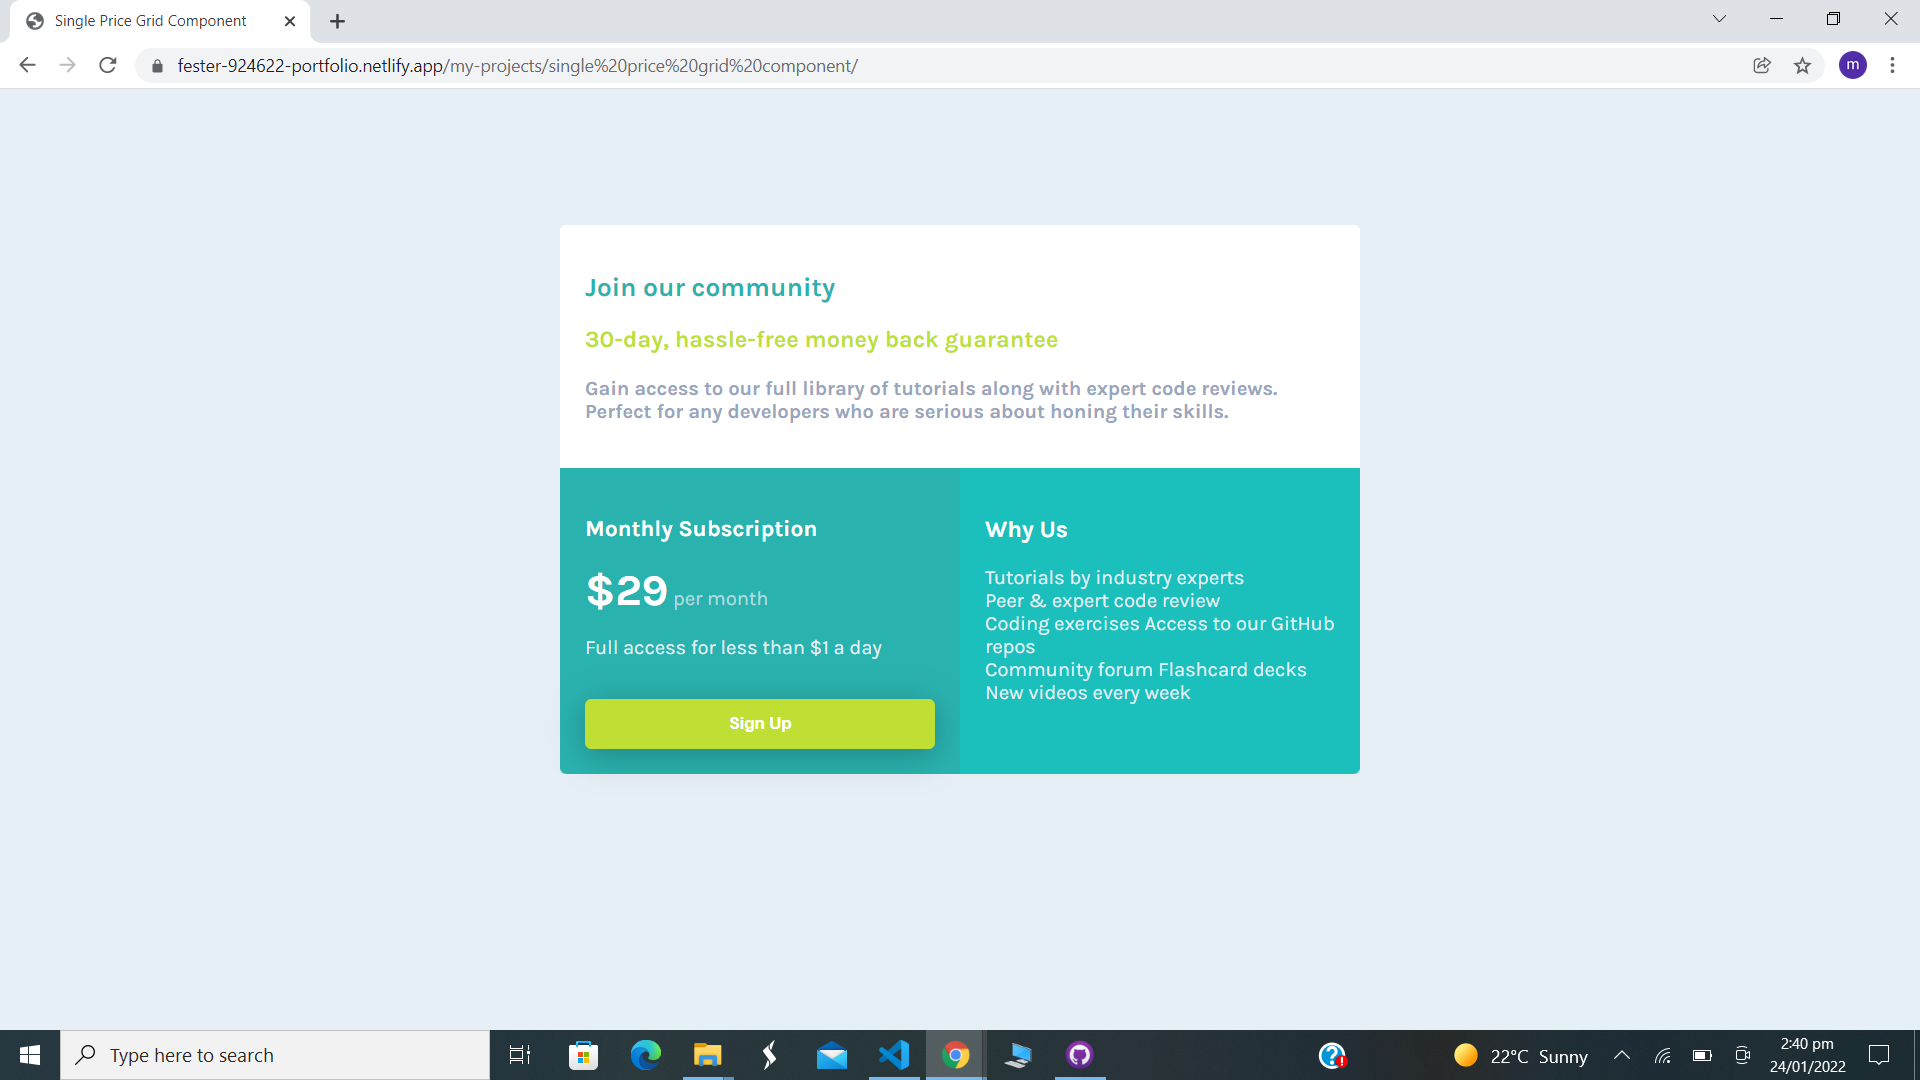 Single Price Grid Component
fester-924622-portfolio.netlify.app/my-projects/single%20price%20grid%20component/
m
Join our community
30-day, hassle-free money back guarantee
Gain access to our full library of tutorials along with expert code reviews.
Perfect for any developers who are serious about honing their skills.
Monthly Subscription
$29 per month
Full access for less than $1 a day
Sign Up
Why Us
Tutorials by industry experts
Peer & expert code review
Coding exercises Access to our GitHub
repos
Community forum Flashcard decks
New videos every week
Type here to search
22°C Sunny
2:40 pm
24/01/2022